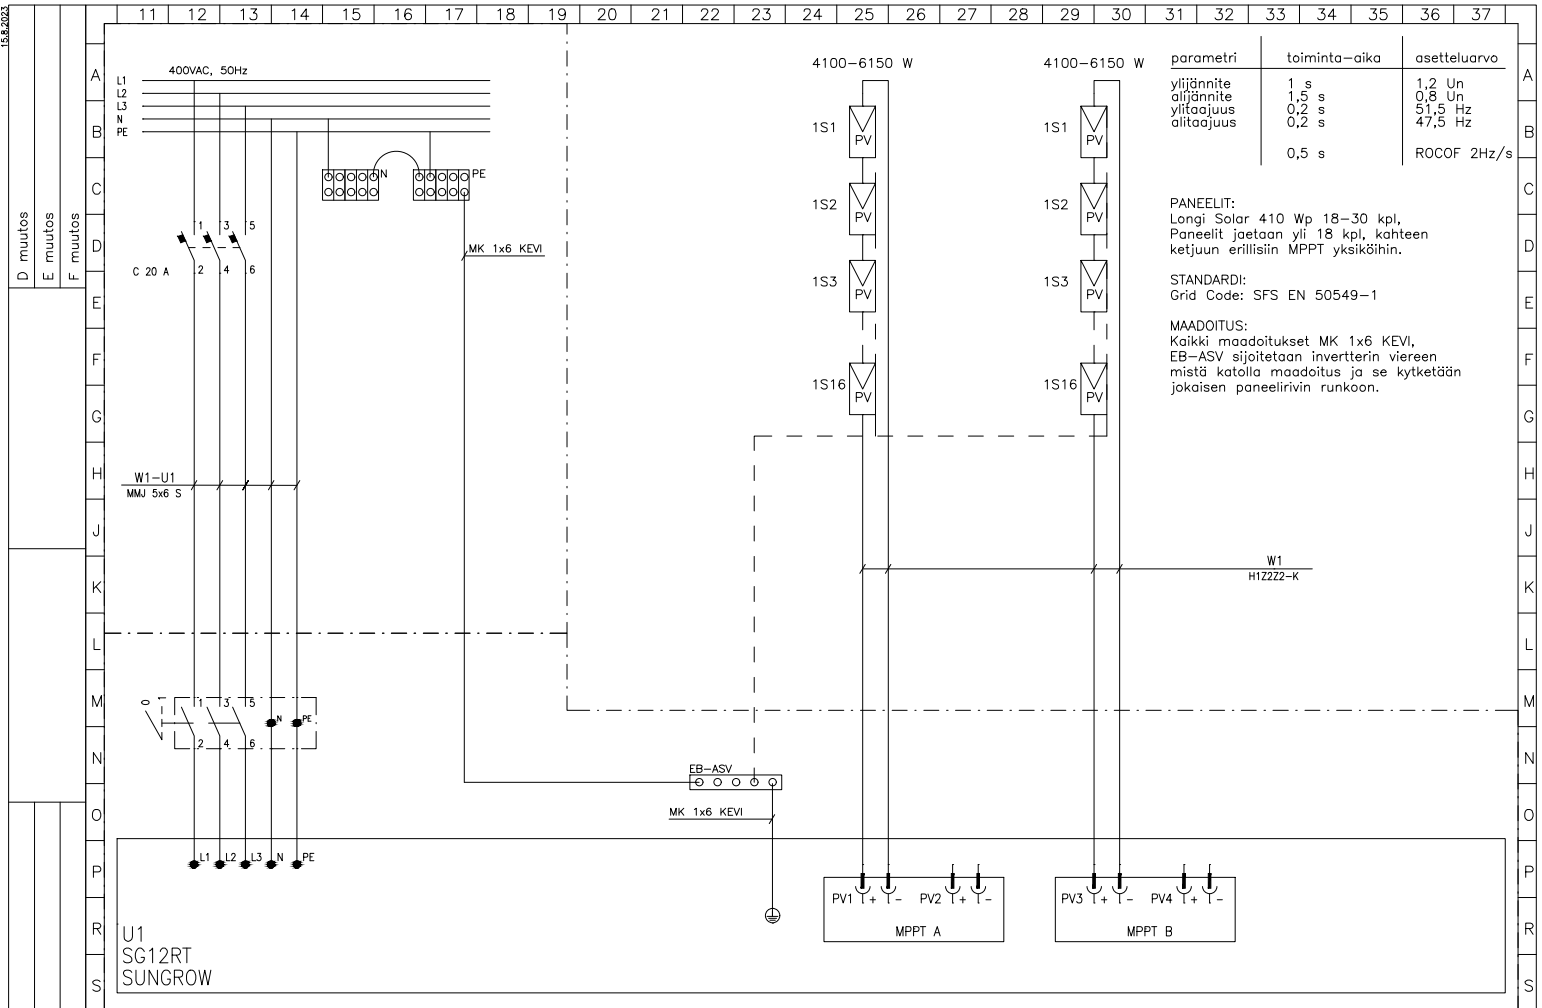 15.8.2023
D muutos
E muutos
F muutos
11 12 13 14 15 16 17 18 19 20 21 22 23 24 25 26 27 28 29 30 31 32 33 34 35 36 37
A
B
C
D
E
F
G
H
J
K
L
M
N
O
P
R
S
400VAC, 50Hz
L1
L2
L3
N
PE
N
PE
1 3 5
2 4 6
C 20 A
MK 1x6 KEVI
W1-U1
MMJ 5x6 S
0 1
1 3 5 N PE
2 4 6
L1 L2 L3 N PE
EB-ASV
MK 1x6 KEVI
U1
SG12RT
SUNGROW
4100-6150 W
1S1
PV
1S2
PV
1S3
PV
1S16
PV
4100-6150 W
1S1
PV
1S2
PV
1S3
PV
1S16
PV
W1
H1Z2Z2-K
PV1 + - PV2 + -
MPPT A
PV3 + - PV4 + -
MPPT B
parametri toiminta-aika asetteluarvo
ylijännite 1 s 1,2 Un
alijännite 1,5 s 0,8 Un
ylitaajuus 0,2 s 51,5 Hz
alitaajuus 0,2 s 47,5 Hz
0,5 s ROCOF 2Hz/s
PANEELIT:
Longi Solar 410 Wp 18-30 kpl,
Paneelit jaetaan yli 18 kpl, kahteen
ketjuun erillisiin MPPT yksiköihin.
STANDARDI:
Grid Code: SFS EN 50549-1
MAADOITUS:
Kaikki maadoitukset MK 1x6 KEVI,
EB-ASV sijoitetaan invertterin viereen
mistä katolla maadoitus ja se kytketään
jokaisen paneelirivin runkoon.
A
B
C
D
E
F
G
H
J
K
L
M
N
O
P
R
S